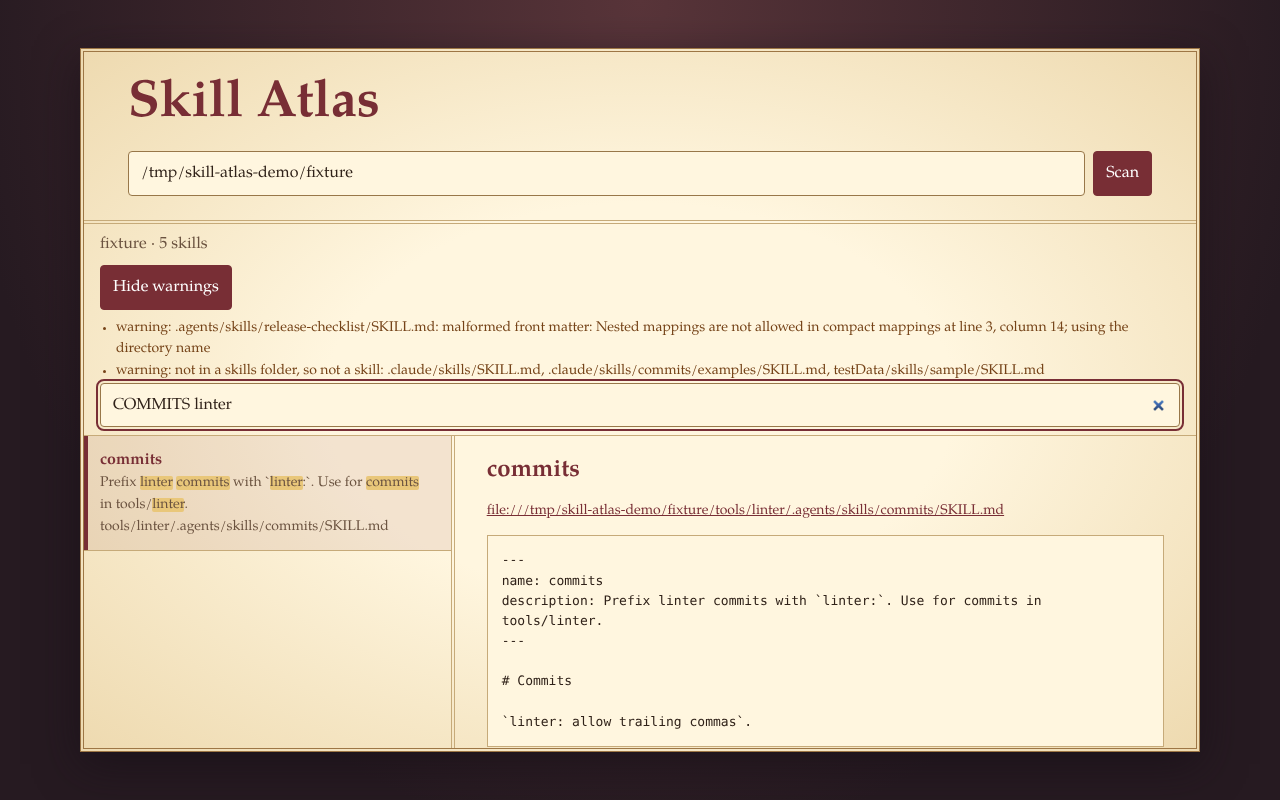 Skill Atlas
/tmp/skill-atlas-demo/fixture
Scan
fixture · 5 skills
Hide warnings
• warning: .agents/skills/release-checklist/SKILL.md: malformed front matter: Nested mappings are not allowed in compact mappings at line 3, column 14; using the
directory name
• warning: not in a skills folder, so not a skill: .claude/skills/SKILL.md, .claude/skills/commits/examples/SKILL.md, testData/skills/sample/SKILL.md
COMMITS linter
commits
Prefix linter commits with `linter:`. Use for commits
in tools/linter.
tools/linter/.agents/skills/commits/SKILL.md
commits
file:///tmp/skill-atlas-demo/fixture/tools/linter/.agents/skills/commits/SKILL.md
---
name: commits
description: Prefix linter commits with `linter:`. Use for commits in
tools/linter.
---
# Commits
`linter: allow trailing commas`.